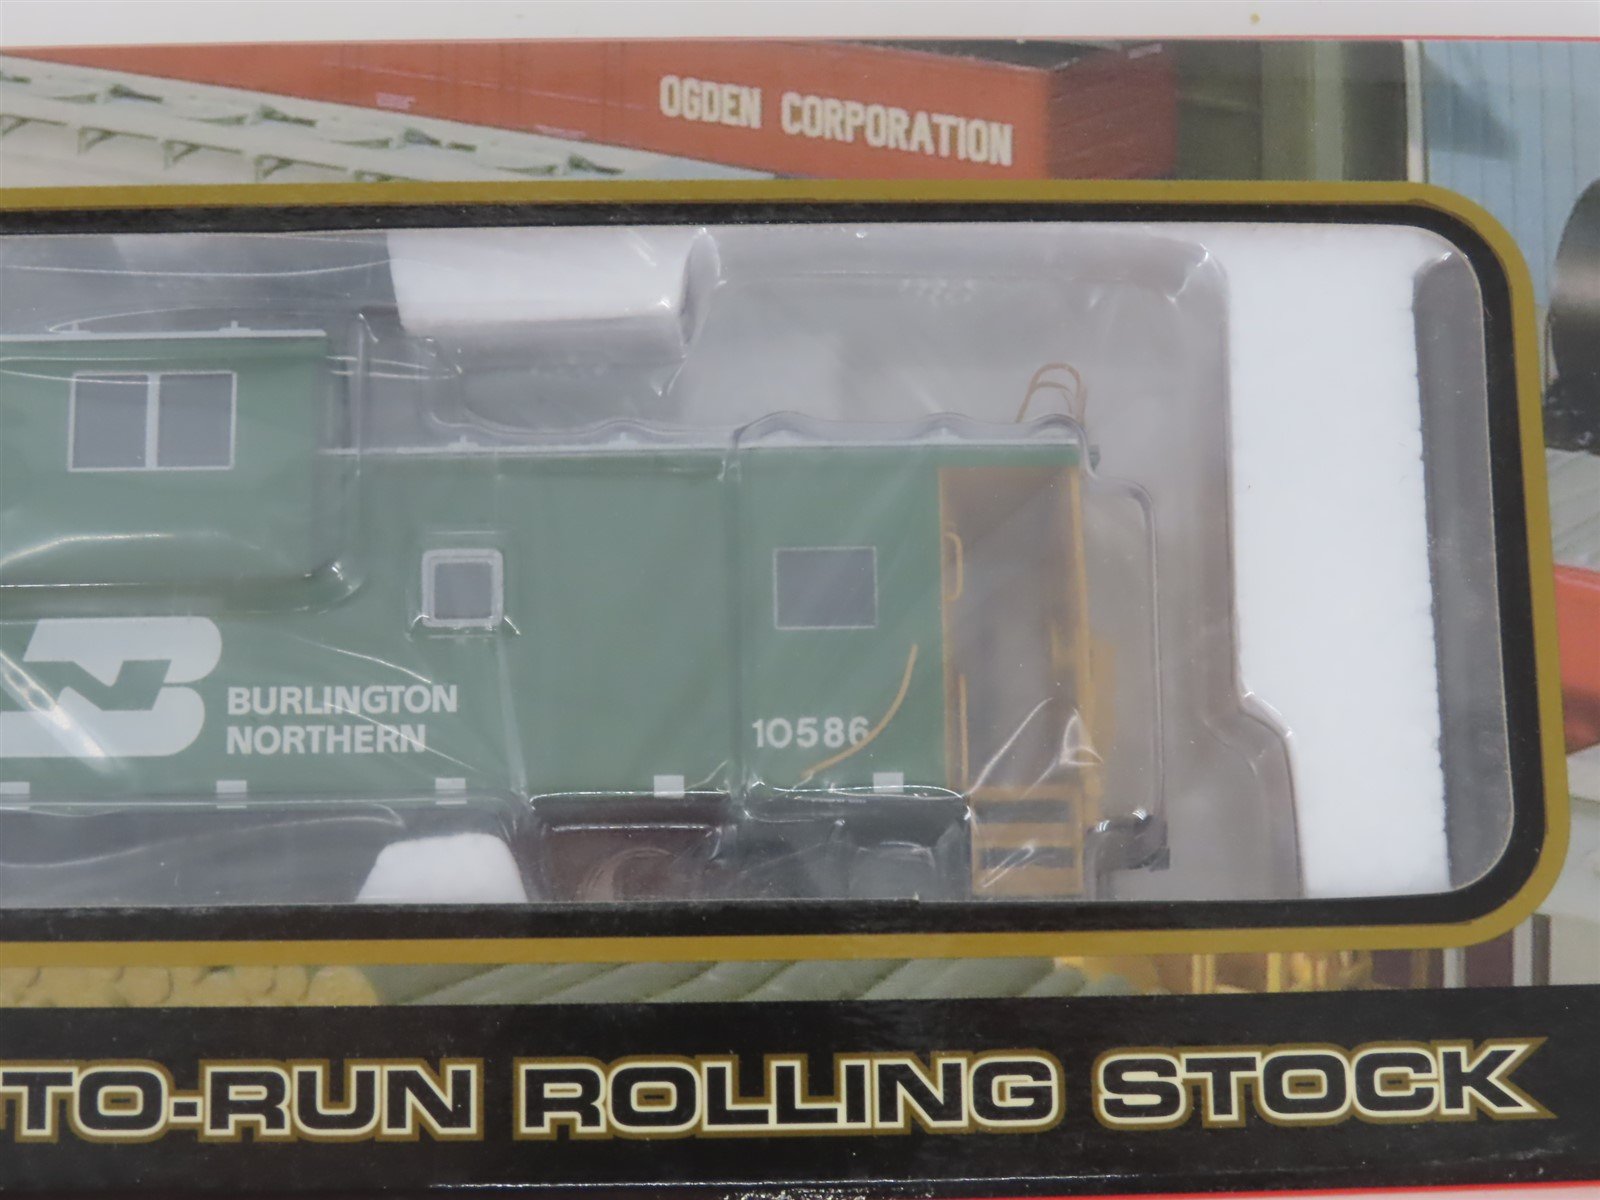 OGDEN CORPORATION
BURLINGTON
NORTHERN
10586
TO-RUN ROLLING STOCK